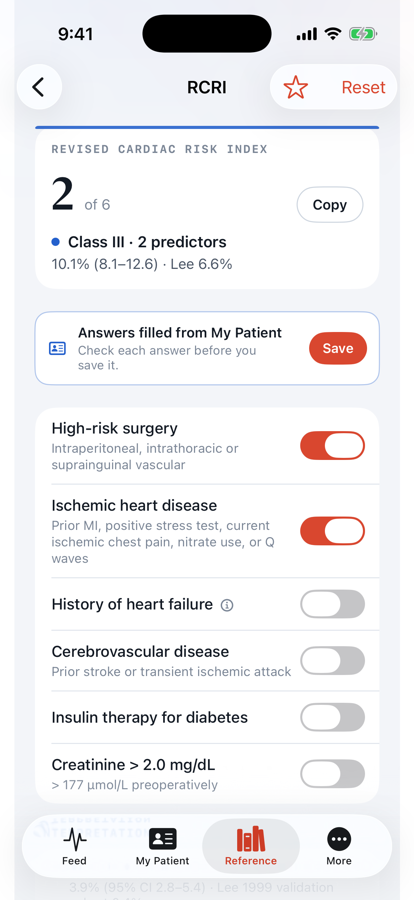 9:41
RCRI
Reset
REVISED CARDIAC RISK INDEX
2 of 6
Copy
Class III · 2 predictors
10.1% (8.1–12.6) · Lee 6.6%
Answers filled from My Patient
Check each answer before you
save it.
Save
High-risk surgery
Intraperitoneal, intrathoracic or
suprainguinal vascular
Ischemic heart disease
Prior MI, positive stress test, current
ischemic chest pain, nitrate use, or Q
waves
History of heart failure
Cerebrovascular disease
Prior stroke or transient ischemic attack
Insulin therapy for diabetes
Creatinine > 2.0 mg/dL
> 177 µmol/L preoperatively
Feed
My Patient
Reference
More
3.9% (95% CI 2.8–5.4) · Lee 1999 validation